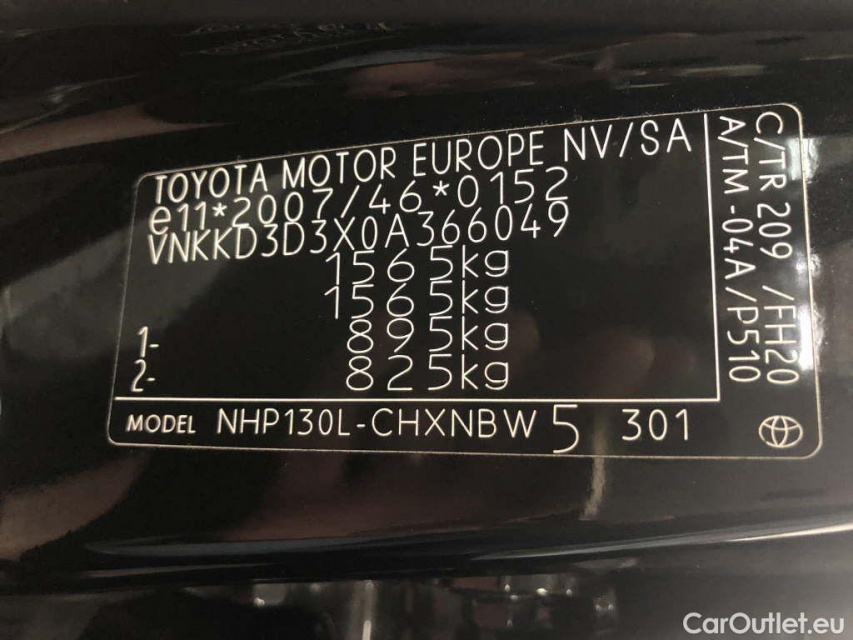 TOYOTA MOTOR EUROPE NV/SA
e11*2007/46*0152
VNKKD3D3X0A366049
1565kg
1565kg
1- 895kg
2- 825kg
MODEL NHP130L-CHXNBW 5 301
C/TR 209 /FH20
A/TM -04A/P510
CarOutlet.eu